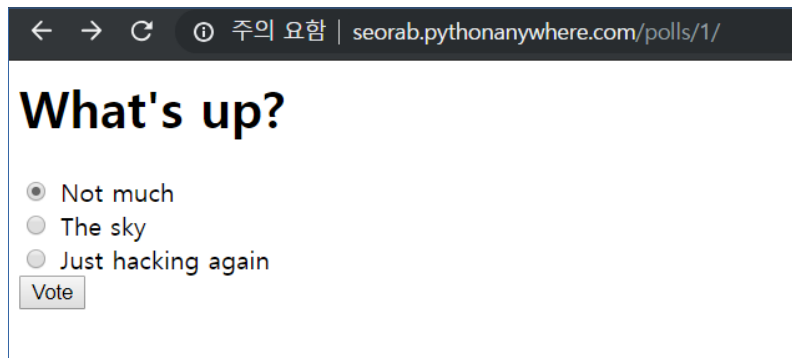 주의 요함 | seorab.pythonanywhere.com/polls/1/
What's up?
Not much
The sky
Just hacking again
Vote